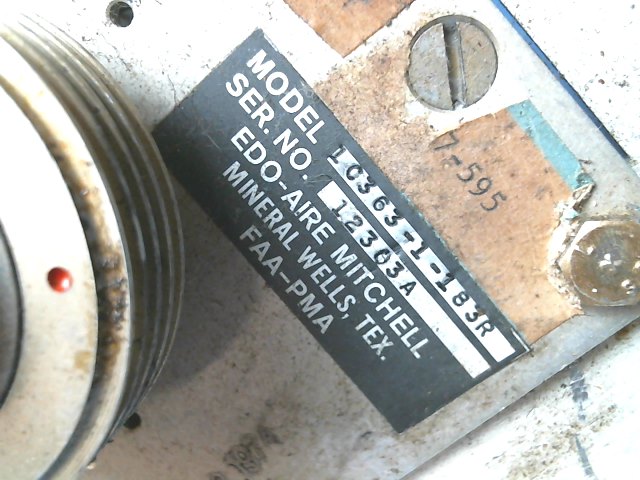 MODEL 1C363-1-183R
SER. NO. 12303A
EDO-AIRE MITCHELL
MINERAL WELLS, TEX.
FAA-PMA
7-595